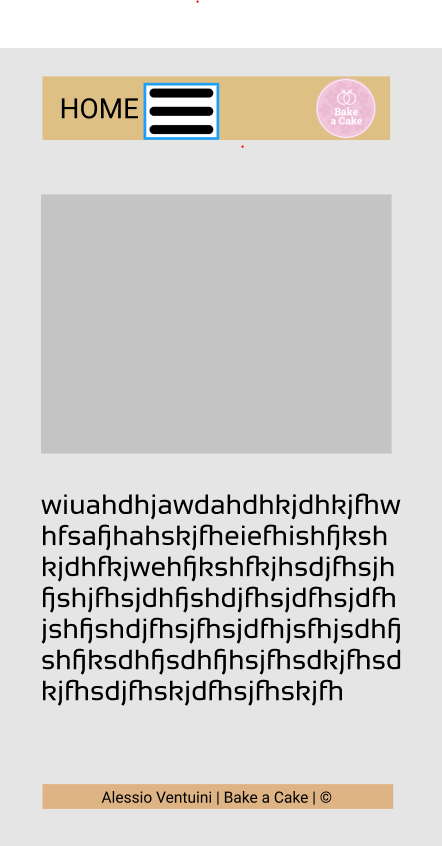 HOME
Bake
a Cake
wiuahdhjawdahdhkjdhkjfhw
hfsafjhahskjfheiefhishfjksh
kjdhfkjwehfjkshfkjhsdjfhsjh
fjshjfhsjdhfjshdjfhsjdfhsjdfh
jshfjshdjfhsjfhsjdfhjsfhjsdhfj
shfjksdhfjsdhfjhsjfhsdkjfhsd
kjfhsdjfhskjdfhsjfhskjfh
Alessio Ventuini | Bake a Cake | ©